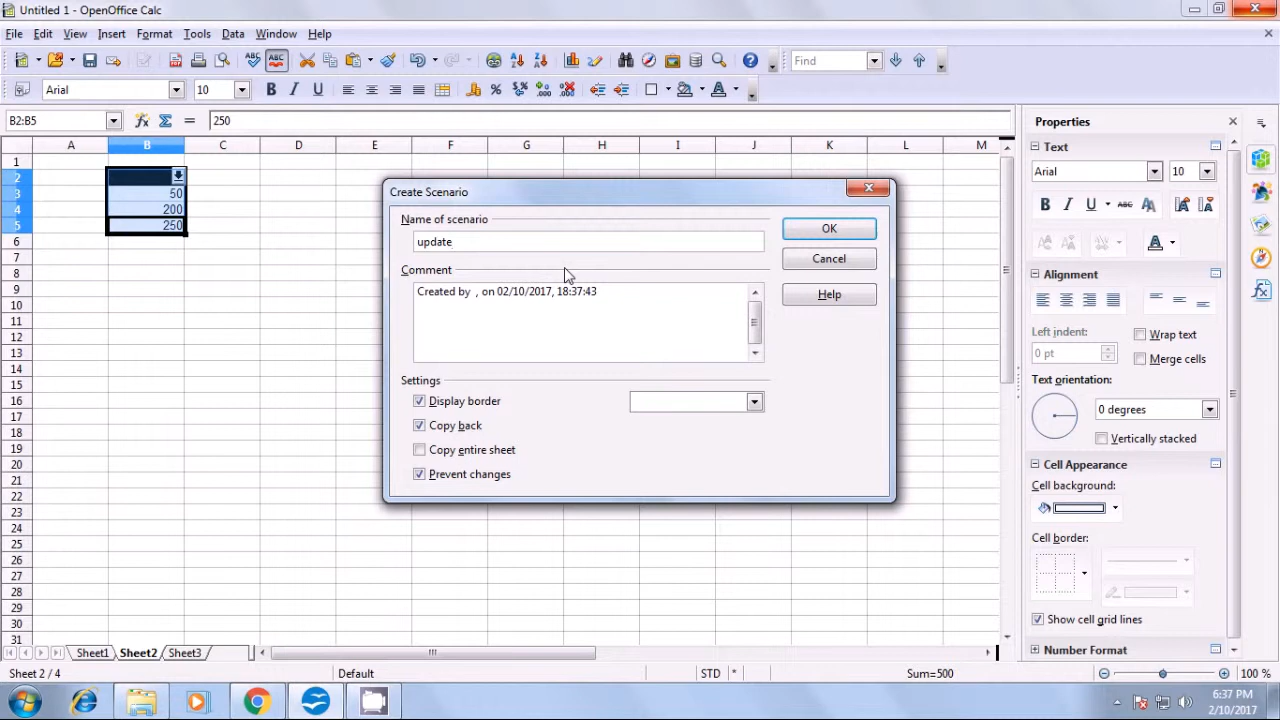 Untitled 1 - OpenOffice Calc
File Edit View Insert Format Tools Data Window Help
Find
Arial 10
B2:B5 250
A B C D E F G H I J K L M
1
2
3 50
4 200
5 250
6
7
8
9
10
11
12
13
14
15
16
17
18
19
20
21
22
23
24
25
26
27
28
29
30
31
Create Scenario
Name of scenario
update
Comment
Created by , on 02/10/2017, 18:37:43
OK
Cancel
Help
Settings
Display border
Copy back
Copy entire sheet
Prevent changes
Properties
Text
Arial 10
B I U ABC A
Alignment
Left indent:
0 pt
Wrap text
Merge cells
Text orientation:
0 degrees
Vertically stacked
Cell Appearance
Cell background:
Cell border:
Show cell grid lines
Number Format
Sheet1 Sheet2 Sheet3
Sheet 2 / 4 Default STD * Sum=500 100 %
6:37 PM
2/10/2017